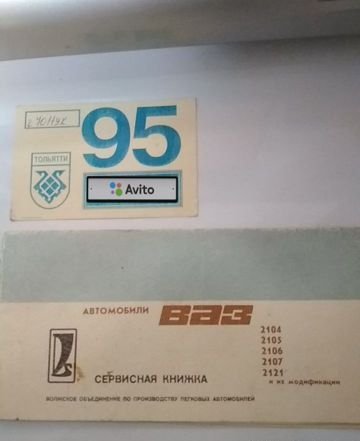 95
ТОЛЬЯТТИ
Avito
АВТОМОБИЛИ ВАЗ
2104
2105
2106
2107
2121
и их модификации
СЕРВИСНАЯ КНИЖКА
ВОЛЖСКОЕ ОБЪЕДИНЕНИЕ ПО ПРОИЗВОДСТВУ ЛЕГКОВЫХ АВТОМОБИЛЕЙ